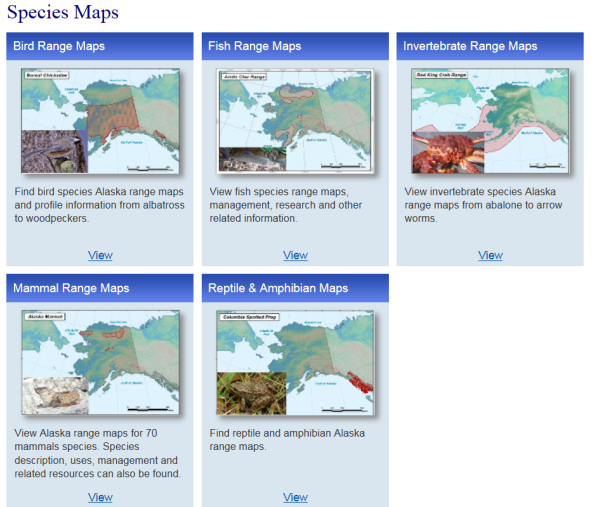 Species Maps
Bird Range Maps
Boreal Chickadee
Find bird species Alaska range maps
and profile information from albatross
to woodpeckers.
View
Fish Range Maps
Arctic Char Range
View fish species range maps,
management, research and other
related information.
View
Invertebrate Range Maps
Red King Crab Range
View invertebrate species Alaska
range maps from abalone to arrow
worms.
View
Mammal Range Maps
Alaska Marmot
View Alaska range maps for 70
mammals species. Species
description, uses, management and
related resources can also be found.
View
Reptile & Amphibian Maps
Columbia Spotted Frog
Find reptile and amphibian Alaska
range maps.
View